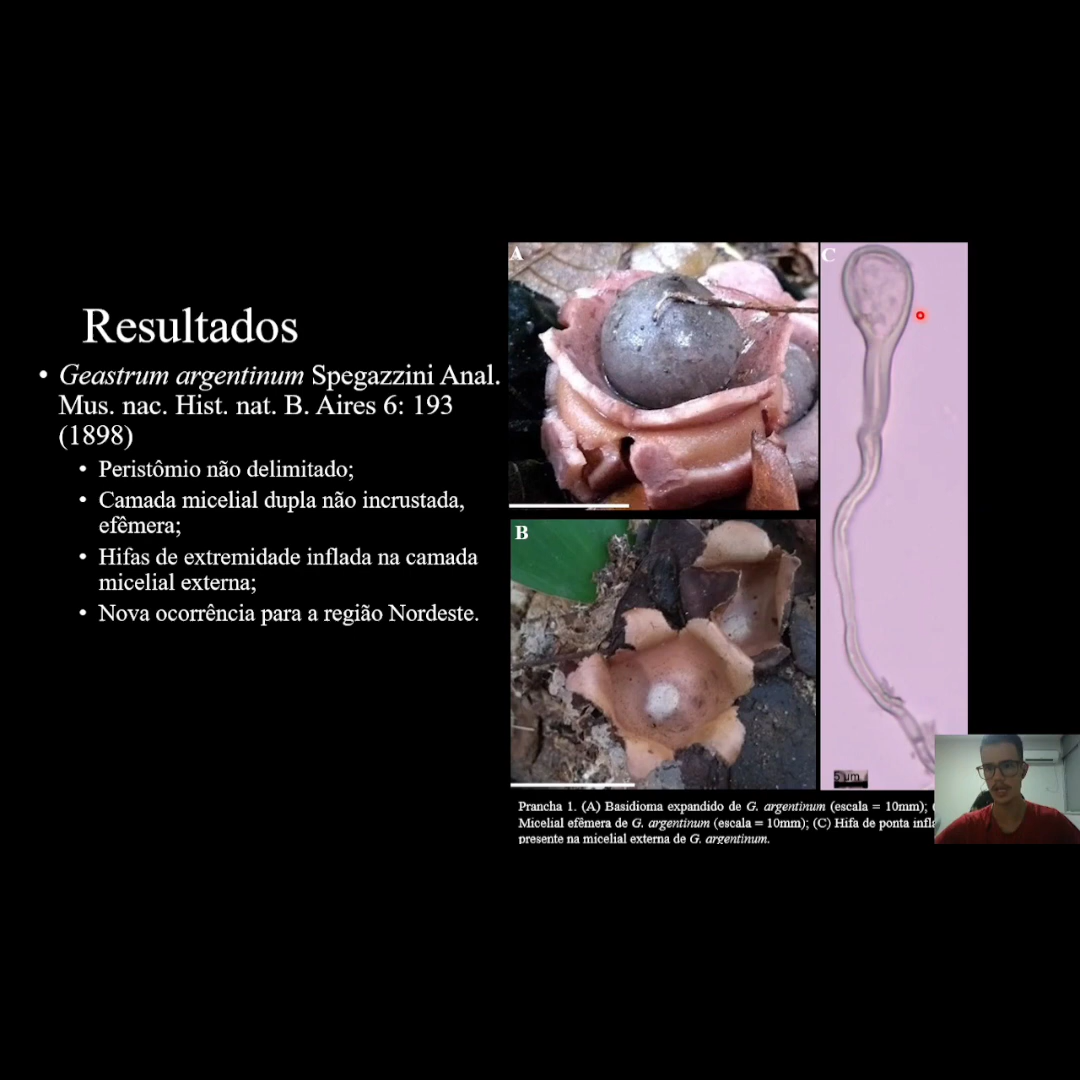 Resultados
• Geastrum argentinum Spegazzini Anal.
Mus. nac. Hist. nat. B. Aires 6: 193
(1898)
• Peristômio não delimitado;
• Camada micelial dupla não incrustada,
efêmera;
• Hifas de extremidade inflada na camada
micelial externa;
• Nova ocorrência para a região Nordeste.
A
B
C
5 µm
Prancha 1. (A) Basidioma expandido de G. argentinum (escala = 10mm);
Micelial efêmera de G. argentinum (escala = 10mm); (C) Hifa de ponta
presente na micelial externa de G. argentinum.